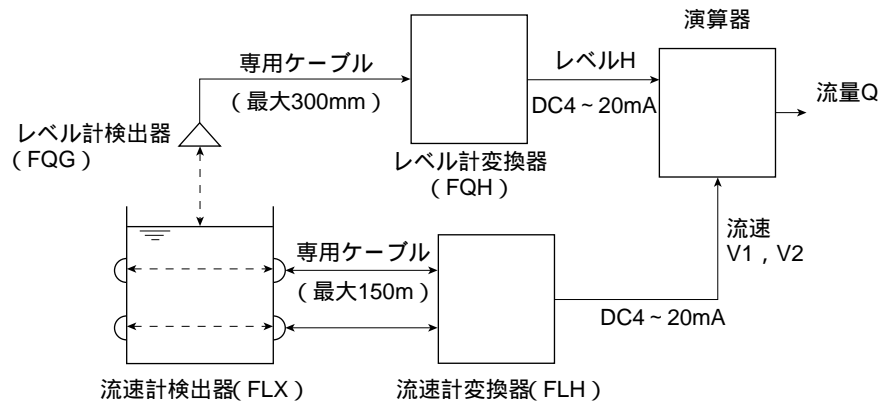 演算器
専用ケーブル
（最大300mm）
レベルH
DC4～20mA
流量Q
レベル計検出器
（FQG）
レベル計変換器
（FQH）
専用ケーブル
（最大150m）
流速
V1，V2
DC4～20mA
流速計検出器（FLX）
流速計変換器（FLH）